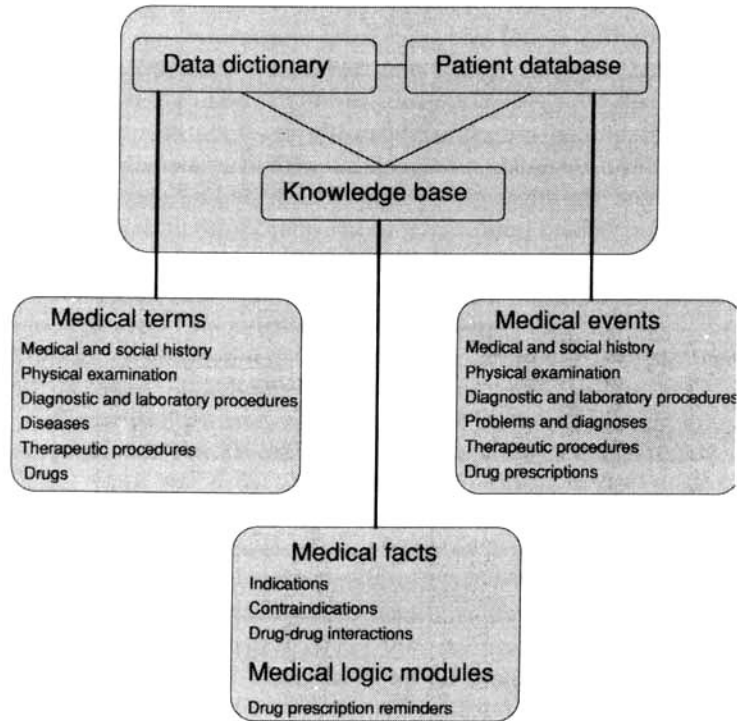 Data dictionary
Patient database
Knowledge base
Medical terms
Medical and social history
Physical examination
Diagnostic and laboratory procedures
Diseases
Therapeutic procedures
Drugs
Medical events
Medical and social history
Physical examination
Diagnostic and laboratory procedures
Problems and diagnoses
Therapeutic procedures
Drug prescriptions
Medical facts
Indications
Contraindications
Drug-drug interactions
Medical logic modules
Drug prescription reminders